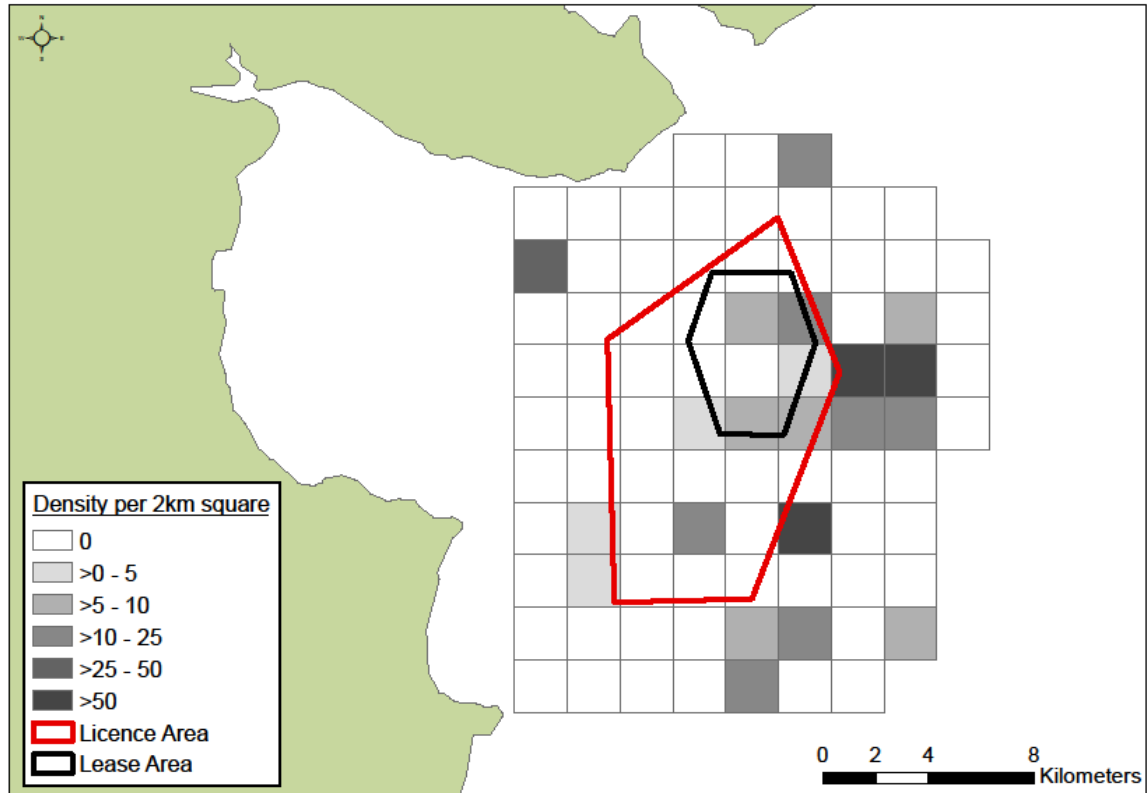 N
W E
S
Density per 2km square
0
>0 - 5
>5 - 10
>10 - 25
>25 - 50
>50
Licence Area
Lease Area
0 2 4 8
Kilometers